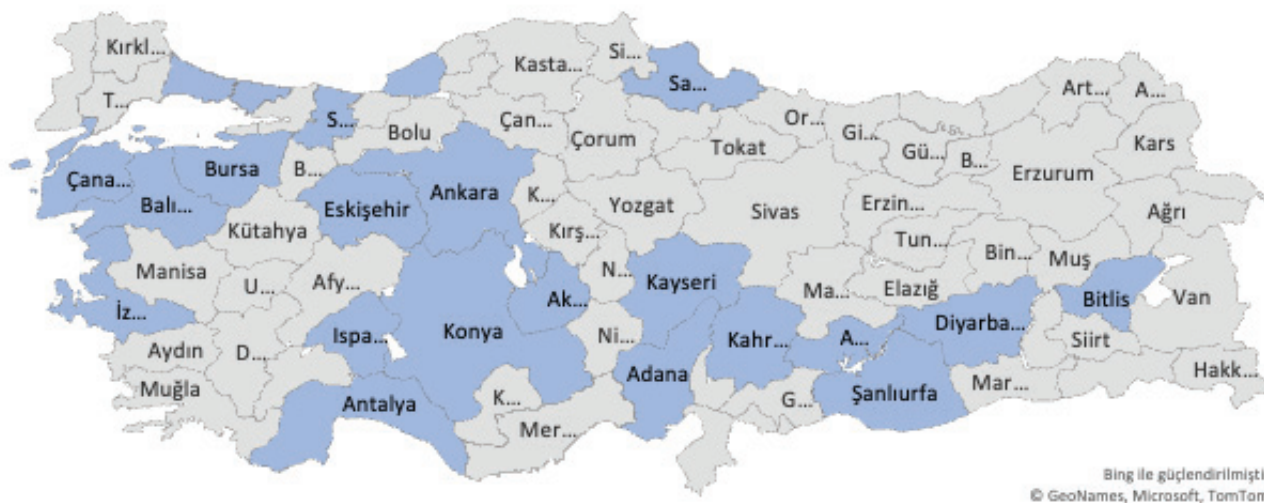 Kırkl...
Si...
Kasta...
Sa...
Art...
A...
T...
S...
Bolu
Çan...
Çorum
Or...
Tokat
Gi...
Gü...
B...
Kars
Erzurum
Bursa
B...
Çana...
Balı...
Eskişehir
Ankara
K...
Yozgat
Sivas
Erzin...
Ağrı
Kütahya
Kırş...
Tun...
Bin...
Muş
Manisa
U...
Afy...
N...
Kayseri
Ma...
Elazığ
Bitlis
Van
İz...
Ak...
Konya
Ispa...
Ni...
Kahr...
A...
Diyarba...
Siirt
Aydın
D...
Adana
Hakk...
Muğla
Antalya
K...
G...
Şanlıurfa
Mar...
Mer...
Bing ile güçlendirilmişti
© GeoNames, Microsoft, TomTom